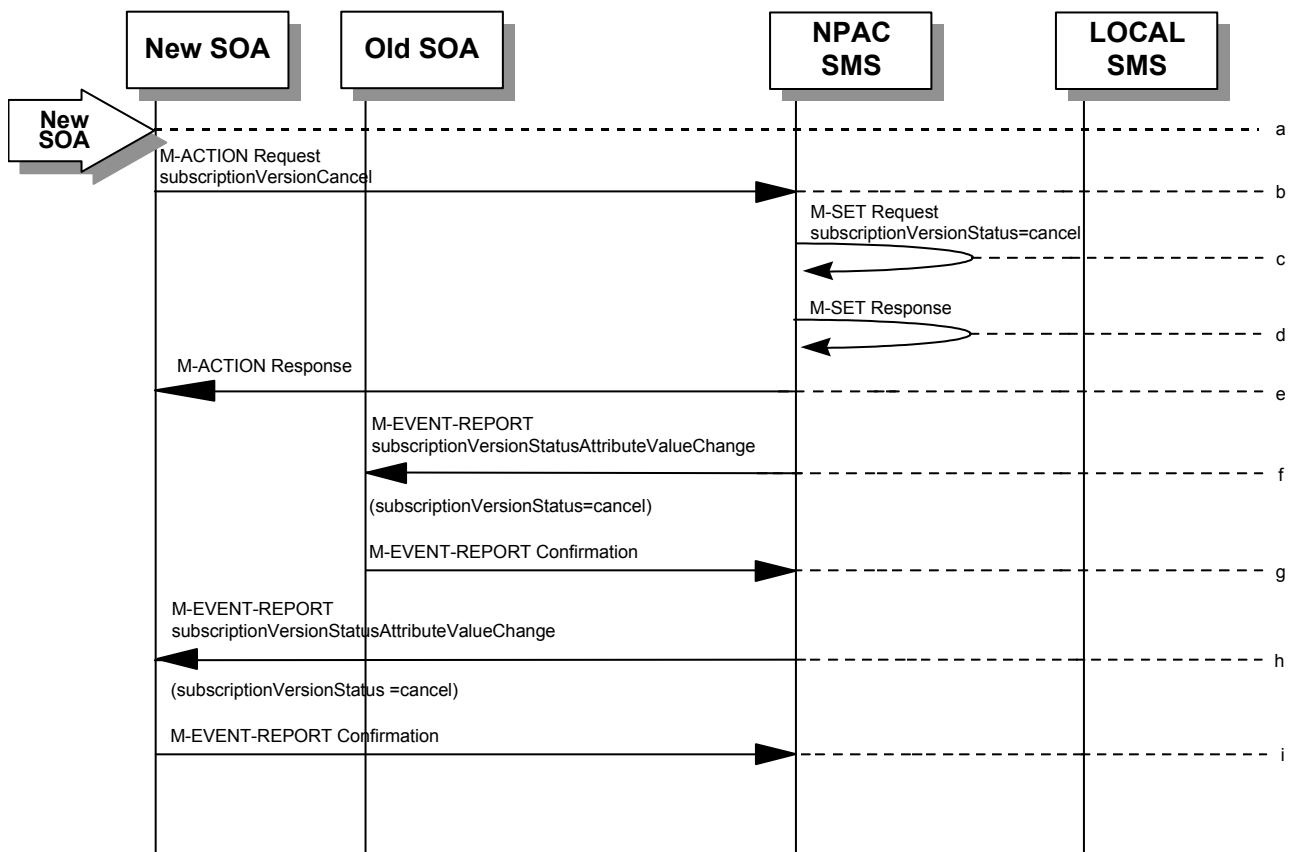 New SOA
Old SOA
NPAC
SMS
LOCAL
SMS
New
SOA
a
M-ACTION Request
subscriptionVersionCancel
b
M-SET Request
subscriptionVersionStatus=cancel
c
M-SET Response
d
M-ACTION Response
e
M-EVENT-REPORT
subscriptionVersionStatusAttributeValueChange
f
(subscriptionVersionStatus=cancel)
M-EVENT-REPORT Confirmation
g
M-EVENT-REPORT
subscriptionVersionStatusAttributeValueChange
h
(subscriptionVersionStatus =cancel)
M-EVENT-REPORT Confirmation
i